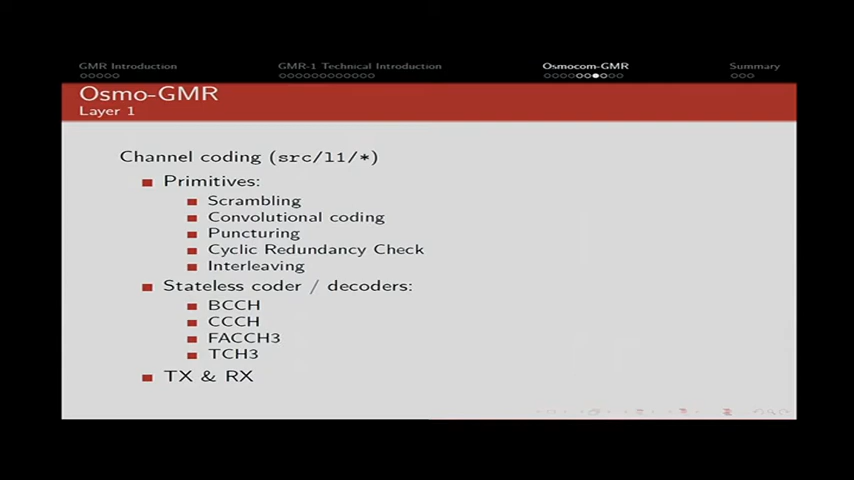 GMR Introduction GMR-1 Technical Introduction Osmocom-GMR Summary
Osmo-GMR
Layer 1
Channel coding (src/l1/*)
Primitives:
Scrambling
Convolutional coding
Puncturing
Cyclic Redundancy Check
Interleaving
Stateless coder / decoders:
BCCH
CCCH
FACCH3
TCH3
TX & RX